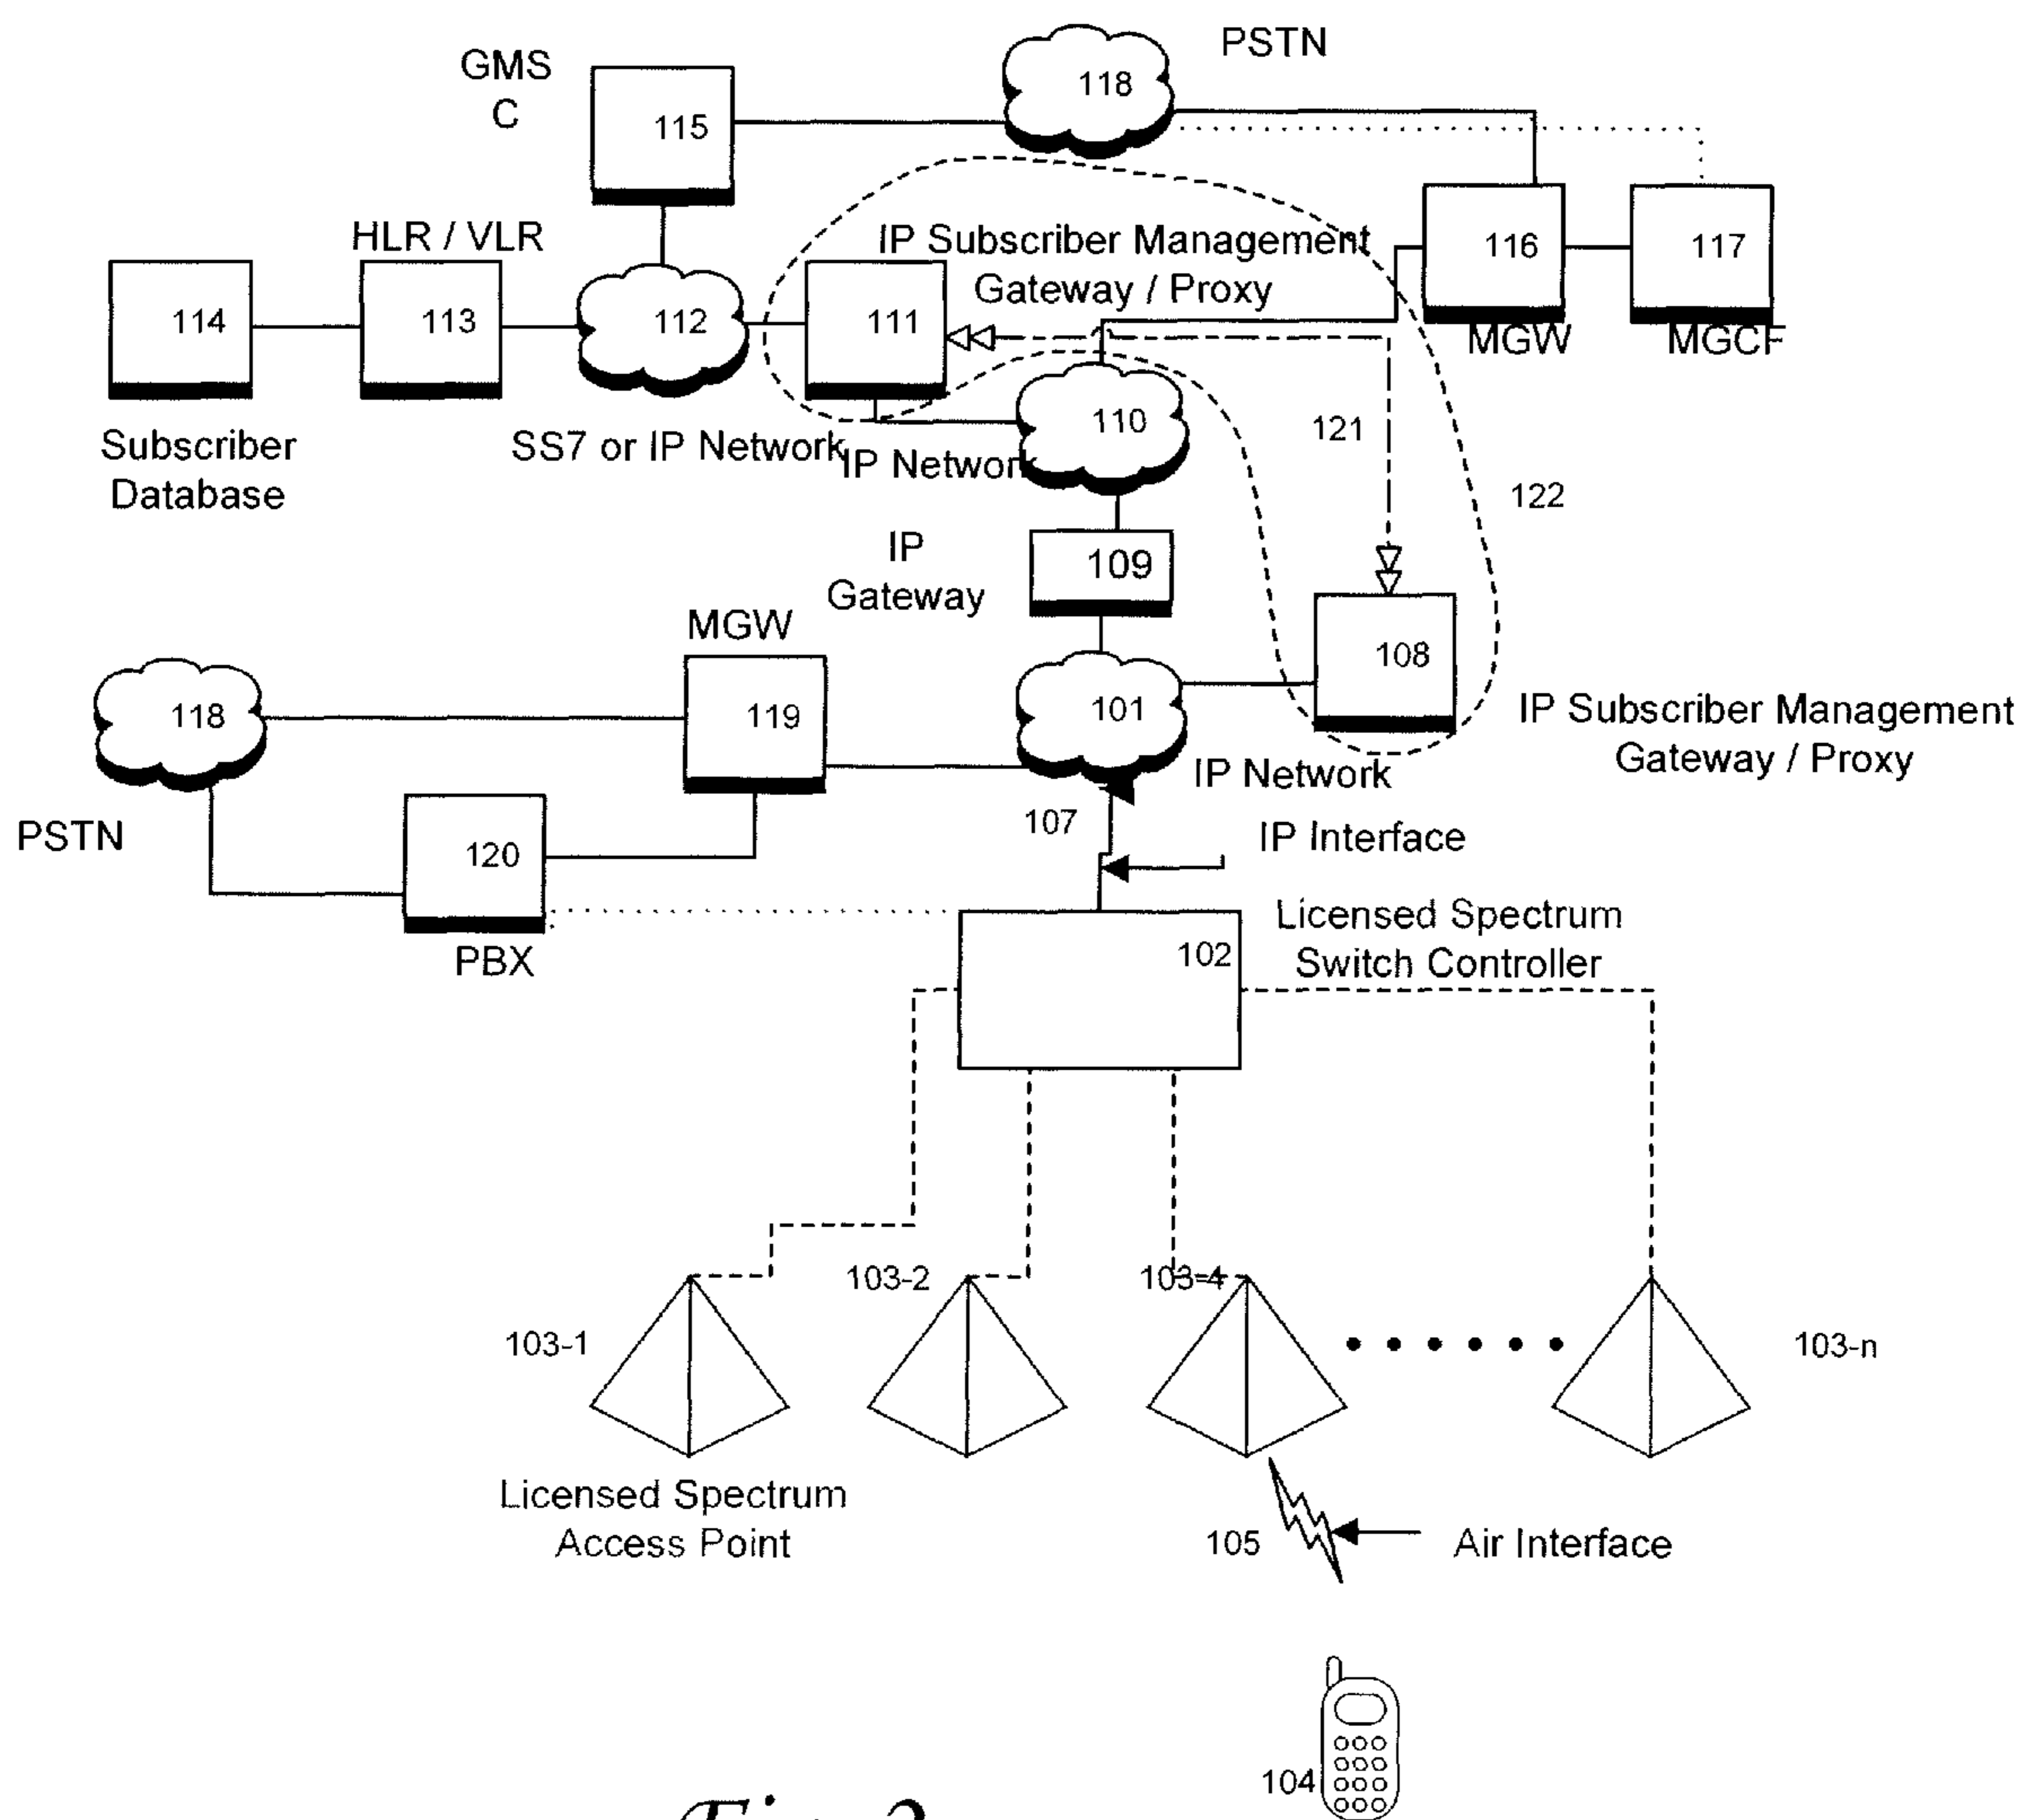 PSTN
118
GMS
C
115
HLR / VLR
IP Subscriber Management
Gateway / Proxy
116
117
114
113
112
111
MGW
MGCF
110
121
Subscriber
Database
SS7 or IP Network
IP Network
122
IP
Gateway
109
MGW
108
118
119
101
IP Subscriber Management
Gateway / Proxy
IP Network
PSTN
107
IP Interface
120
Licensed Spectrum
Switch Controller
102
PBX
103-2
103-4
103-1
103-n
Licensed Spectrum
Access Point
105
Air Interface
104